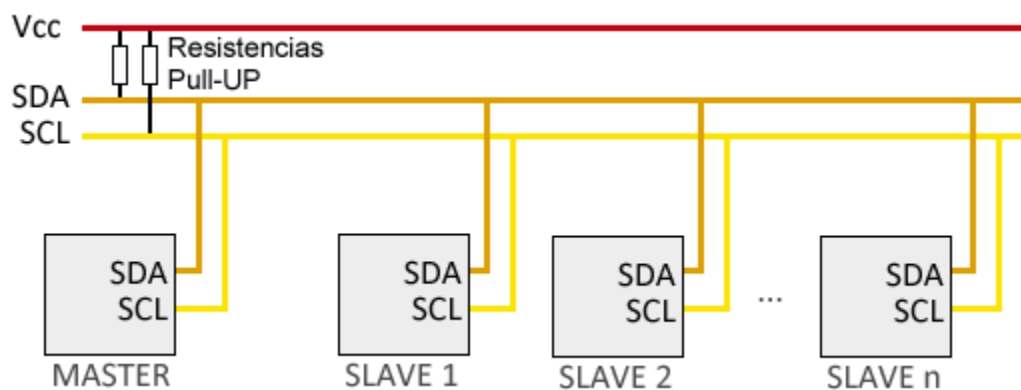 Vcc
Resistencias
Pull-UP
SDA
SCL
SDA
SCL
MASTER
SDA
SCL
SLAVE 1
SDA
SCL
SLAVE 2
...
SDA
SCL
SLAVE n